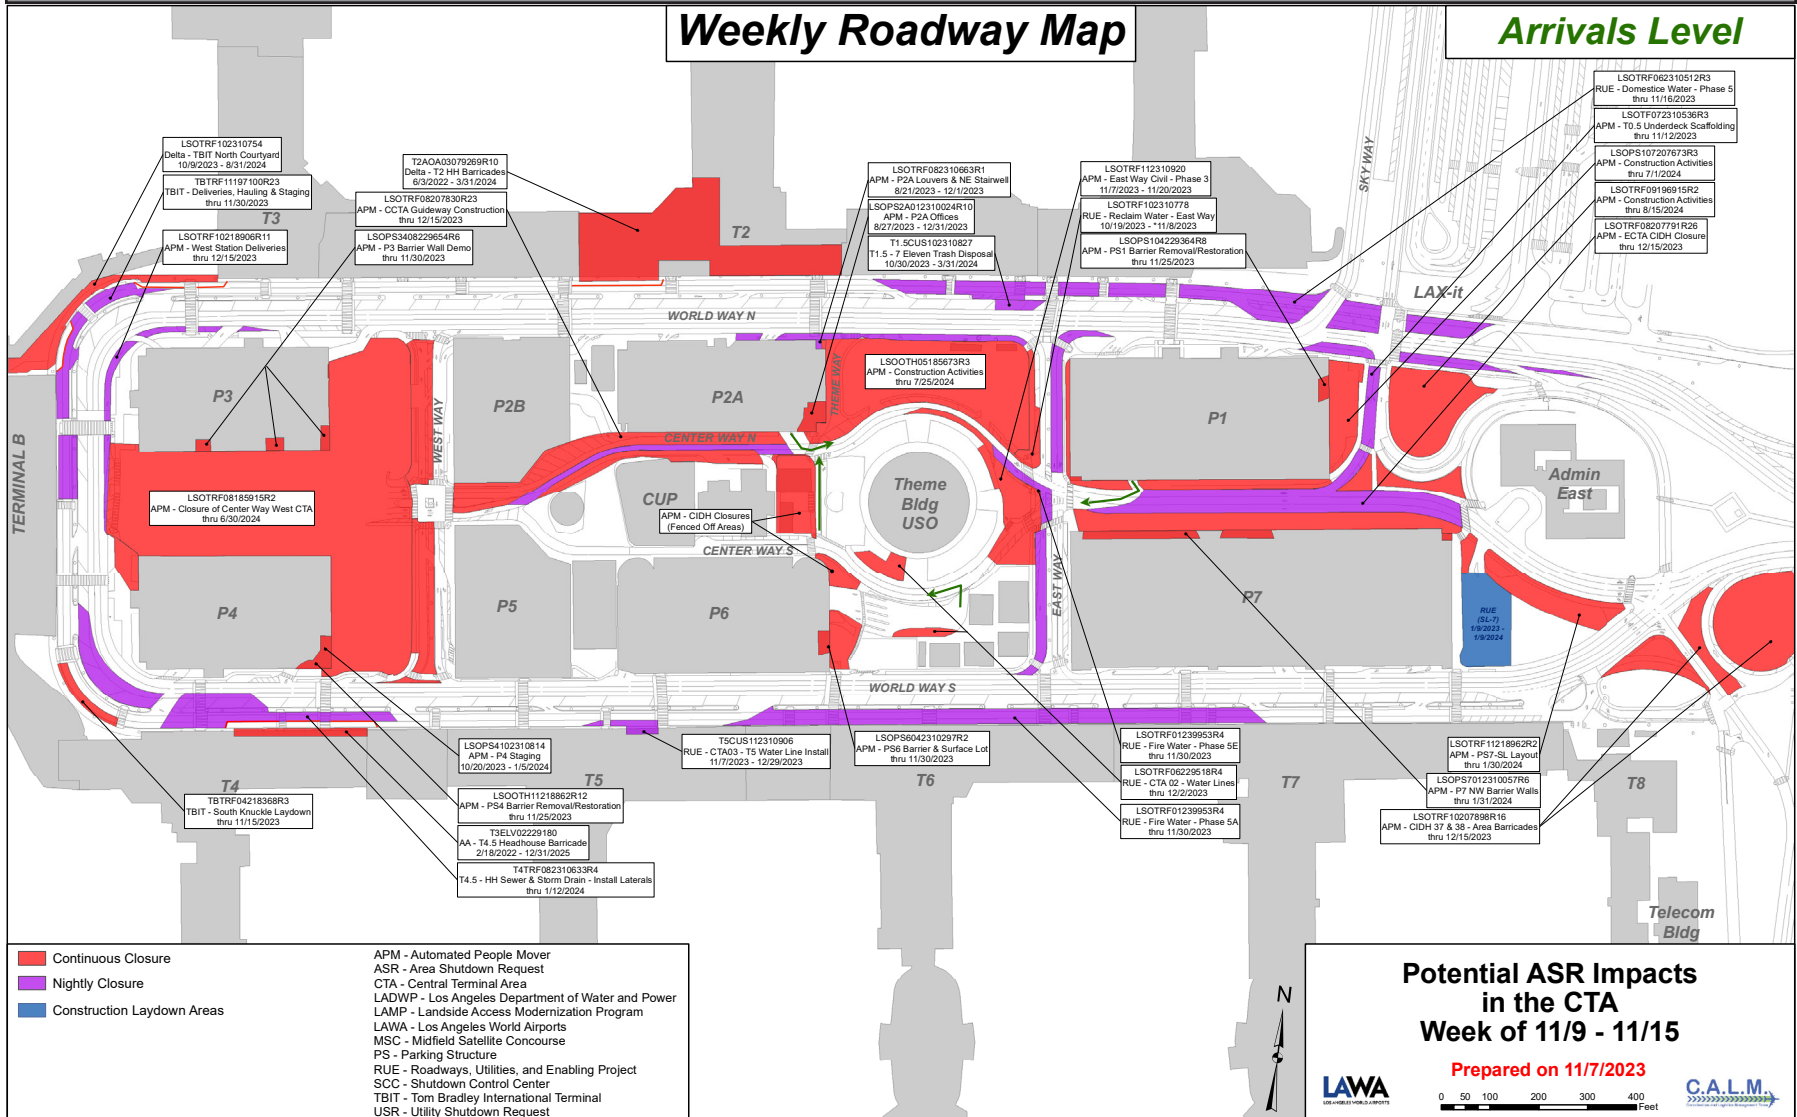 Weekly Roadway Map
Arrivals Level
LSOTRF062310512R3
RUE - Domestice Water - Phase 5
thru 11/16/2023
LSOTF072310536R3
APM - T0.5 Underdeck Scaffolding
thru 11/12/2023
LSOPS107207673R3
APM - Construction Activities
thru 7/1/2024
LSOTRF09196915R2
APM - Construction Activities
thru 8/15/2024
LSOTRF08207791R26
APM - ECTA CIDH Closure
thru 12/15/2023
LSOTRF102310754
Delta - TBIT North Courtyard
10/9/2023 - 8/31/2024
TBTRF11197100R23
TBIT - Deliveries, Hauling & Staging
thru 11/30/2023
LSOTRF10218906R11
APM - West Station Deliveries
thru 12/15/2023
T2AOA03079269R10
Delta - T2 HH Barricades
6/3/2022 - 3/31/2024
LSOTRF08207830R23
APM - CCTA Guideway Construction
thru 12/15/2023
LSOPS3408229654R6
APM - P3 Barrier Wall Demo
thru 11/30/2023
LSOTRF082310663R1
APM - P2A Louvers & NE Stairwell
8/21/2023 - 12/1/2023
LSOPS2A012310024R10
APM - P2A Offices
8/27/2023 - 12/31/2023
T1.5CUS102310827
T1.5 - 7 Eleven Trash Disposal
10/30/2023 - 3/31/2024
LSOTRF112310920
APM - East Way Civil - Phase 3
11/7/2023 - 11/20/2023
LSOTRF102310778
RUE - Reclaim Water - East Way
10/19/2023 - *11/8/2023
LSOPS104229364R8
APM - PS1 Barrier Removal/Restoration
thru 11/25/2023
T3
T2
SKY WAY
LAX-it
WORLD WAY N
LSOOTH05185673R3
APM - Construction Activities
thru 7/25/2024
THEME WAY
P3
P2B
P2A
P1
WEST WAY
CENTER WAY N
TERMINAL B
LSOTRF08185915R2
APM - Closure of Center Way West CTA
thru 6/30/2024
CUP
APM - CIDH Closures
(Fenced Off Areas)
Theme
Bldg
USO
Admin
East
CENTER WAY S
EAST WAY
P4
P5
P6
P7
RUE
(SL-7)
1/9/2023 -
1/9/2024
WORLD WAY S
LSOPS4102310814
APM - P4 Staging
10/20/2023 - 1/5/2024
T5CUS112310906
RUE - CTA03 - T5 Water Line Install
11/7/2023 - 12/29/2023
LSOPS6042310297R2
APM - PS6 Barrier & Surface Lot
thru 11/30/2023
LSOTRF01239953R4
RUE - Fire Water - Phase 5E
thru 11/30/2023
LSOTRF06229518R4
RUE - CTA 02 - Water Lines
thru 12/2/2023
LSOTRF01239953R4
RUE - Fire Water - Phase 5A
thru 11/30/2023
LSOTRF11218962R2
APM - PS7-SL Layout
thru 1/30/2024
LSOPS7012310057R6
APM - P7 NW Barrier Walls
thru 1/31/2024
LSOTRF10207898R16
APM - CIDH 37 & 38 - Area Barricades
thru 12/15/2023
T4
T5
T6
T7
T8
TBTRF04218368R3
TBIT - South Knuckle Laydown
thru 11/15/2023
LSOOTH11218862R12
APM - PS4 Barrier Removal/Restoration
thru 11/25/2023
T3ELV02229180
AA - T4.5 Headhouse Barricade
2/18/2022 - 12/31/2025
T4TRF082310633R4
T4.5 - HH Sewer & Storm Drain - Install Laterals
thru 1/12/2024
Telecom
Bldg
Continuous Closure
Nightly Closure
Construction Laydown Areas
APM - Automated People Mover
ASR - Area Shutdown Request
CTA - Central Terminal Area
LADWP - Los Angeles Department of Water and Power
LAMP - Landside Access Modernization Program
LAWA - Los Angeles World Airports
MSC - Midfield Satellite Concourse
PS - Parking Structure
RUE - Roadways, Utilities, and Enabling Project
SCC - Shutdown Control Center
TBIT - Tom Bradley International Terminal
USR - Utility Shutdown Request
N
Potential ASR Impacts
in the CTA
Week of 11/9 - 11/15
Prepared on 11/7/2023
LAWA
LOS ANGELES WORLD AIRPORTS
0 50 100 200 300 400
Feet
C.A.L.M.